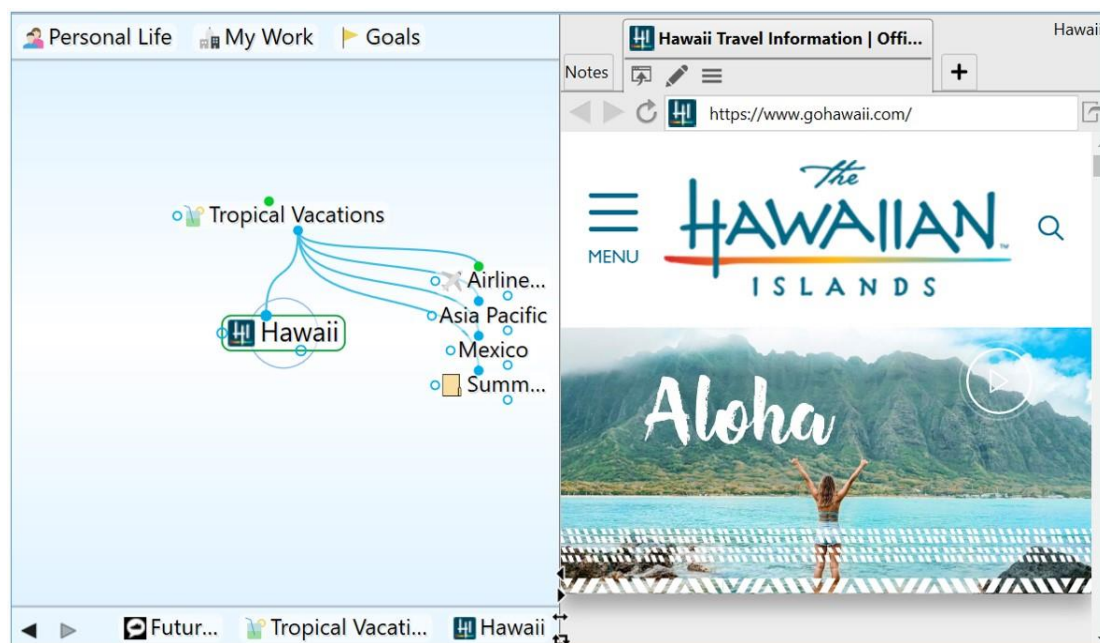 Personal Life My Work Goals
Tropical Vacations
Airline...
Asia Pacific
Hawaii
Mexico
Summ...
Futur... Tropical Vacati... Hawaii
Hawaii Travel Information | Offi...
Hawaii
Notes
+
https://www.gohawaii.com/
MENU
The
HAWAIIAN
ISLANDS
Aloha